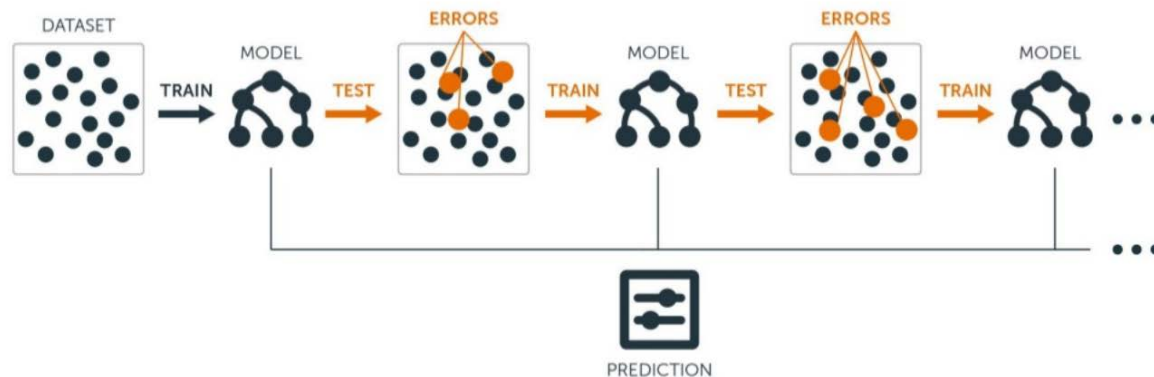 DATASET
MODEL
ERRORS
MODEL
ERRORS
MODEL
TRAIN
TEST
TRAIN
TEST
TRAIN
PREDICTION